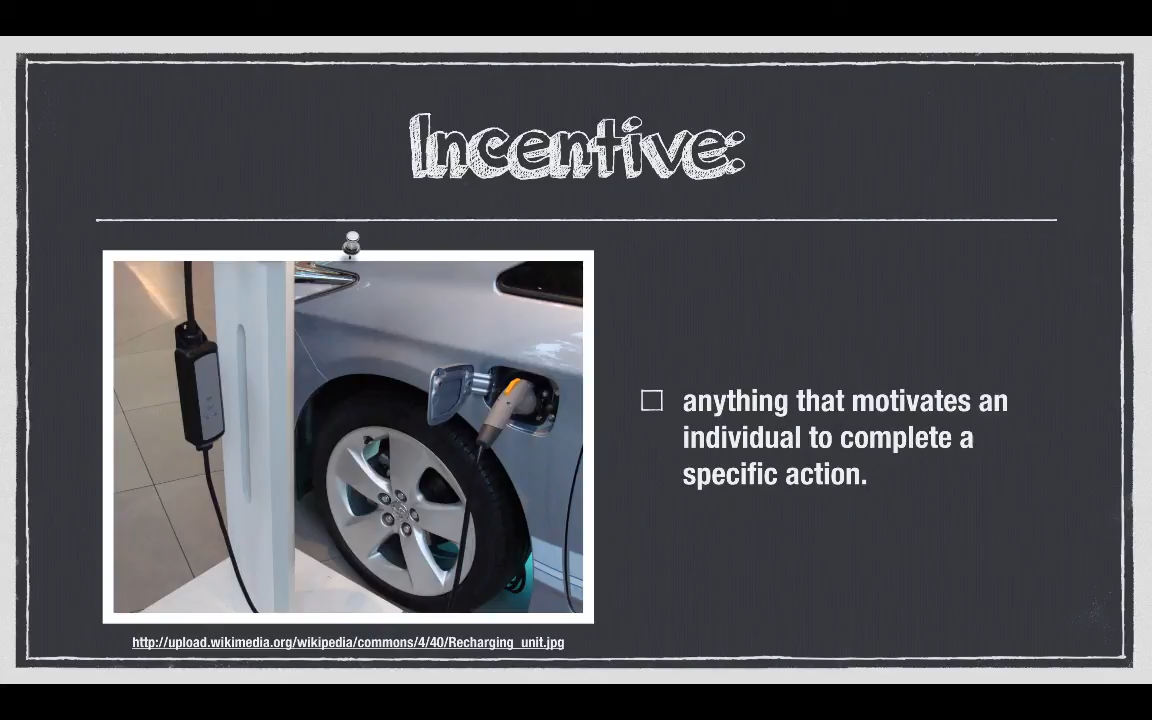 Incentive:
anything that motivates an
individual to complete a
specific action.
http://upload.wikimedia.org/wikipedia/commons/4/40/Recharging_unit.jpg